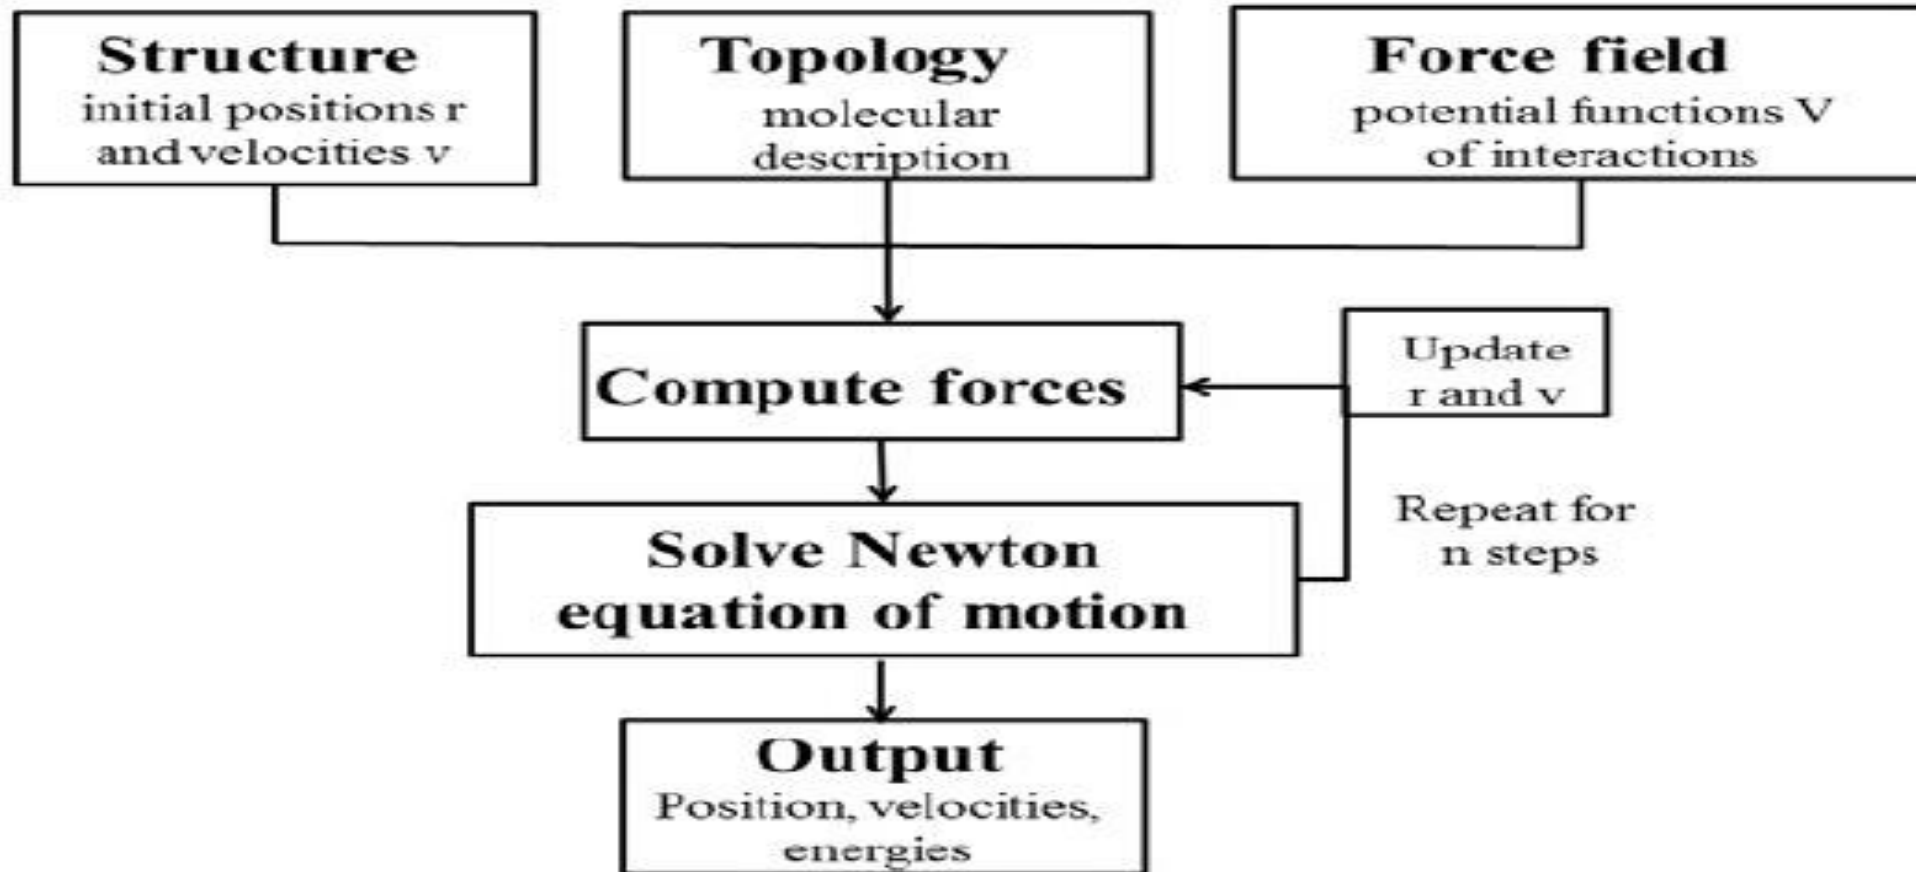 Structure
initial positions r
and velocities v
Topology
molecular
description
Force field
potential functions V
of interactions
Compute forces
Update
r and v
Repeat for
n steps
Solve Newton
equation of motion
Output
Position, velocities,
energies